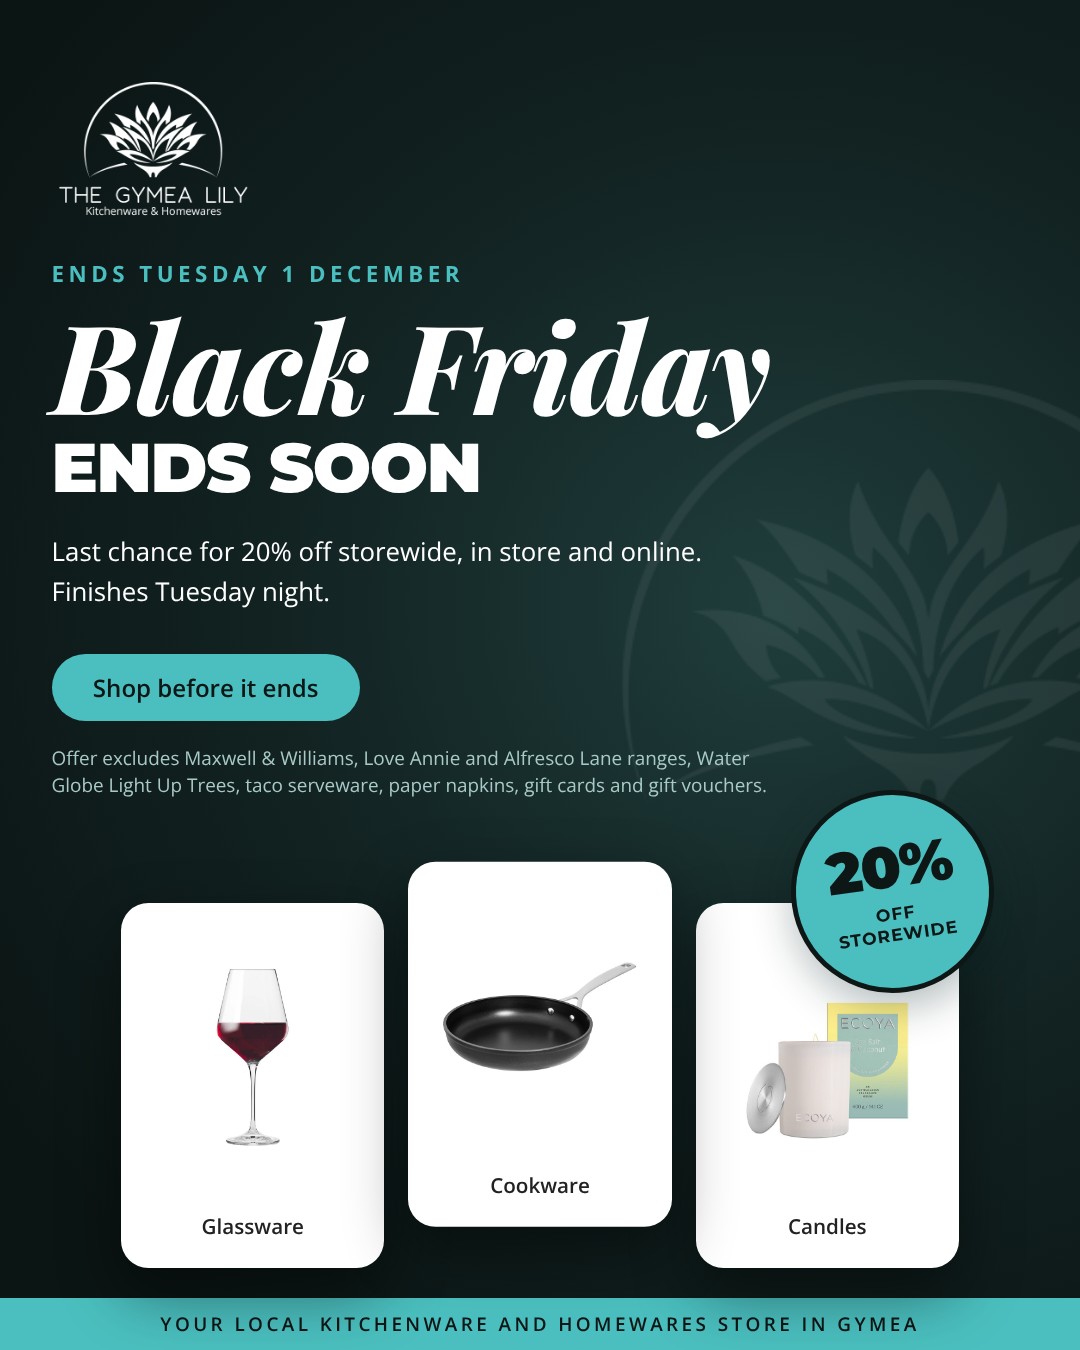 THE GYMEA LILY
Kitchenware & Homewares
ENDS TUESDAY 1 DECEMBER
Black Friday
ENDS SOON
Last chance for 20% off storewide, in store and online.
Finishes Tuesday night.
Shop before it ends
Offer excludes Maxwell & Williams, Love Annie and Alfresco Lane ranges, Water
Globe Light Up Trees, taco serveware, paper napkins, gift cards and gift vouchers.
20%
OFF
STOREWIDE
ECOYA
ECOYA
Glassware
Cookware
Candles
YOUR LOCAL KITCHENWARE AND HOMEWARES STORE IN GYMEA